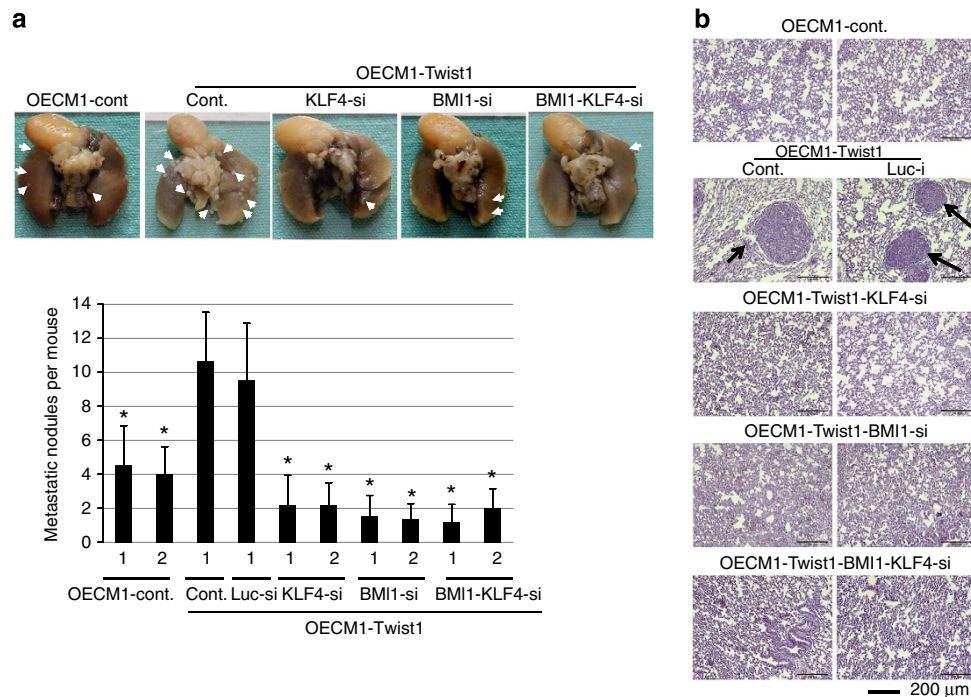 a
OECM1-Twist1
OECM1-cont
Cont.
KLF4-si
BMI1-si
BMI1-KLF4-si
Metastatic nodules per mouse
14
12
10
8
6
4
2
0
* * * * * * * *
1 2 1 1 1 2 1 2 1 2
OECM1-cont. Cont. Luc-si KLF4-si BMI1-si BMI1-KLF4-si
OECM1-Twist1
b
OECM1-cont.
OECM1-Twist1
Cont. Luc-i
OECM1-Twist1-KLF4-si
OECM1-Twist1-BMI1-si
OECM1-Twist1-BMI1-KLF4-si
200 μm